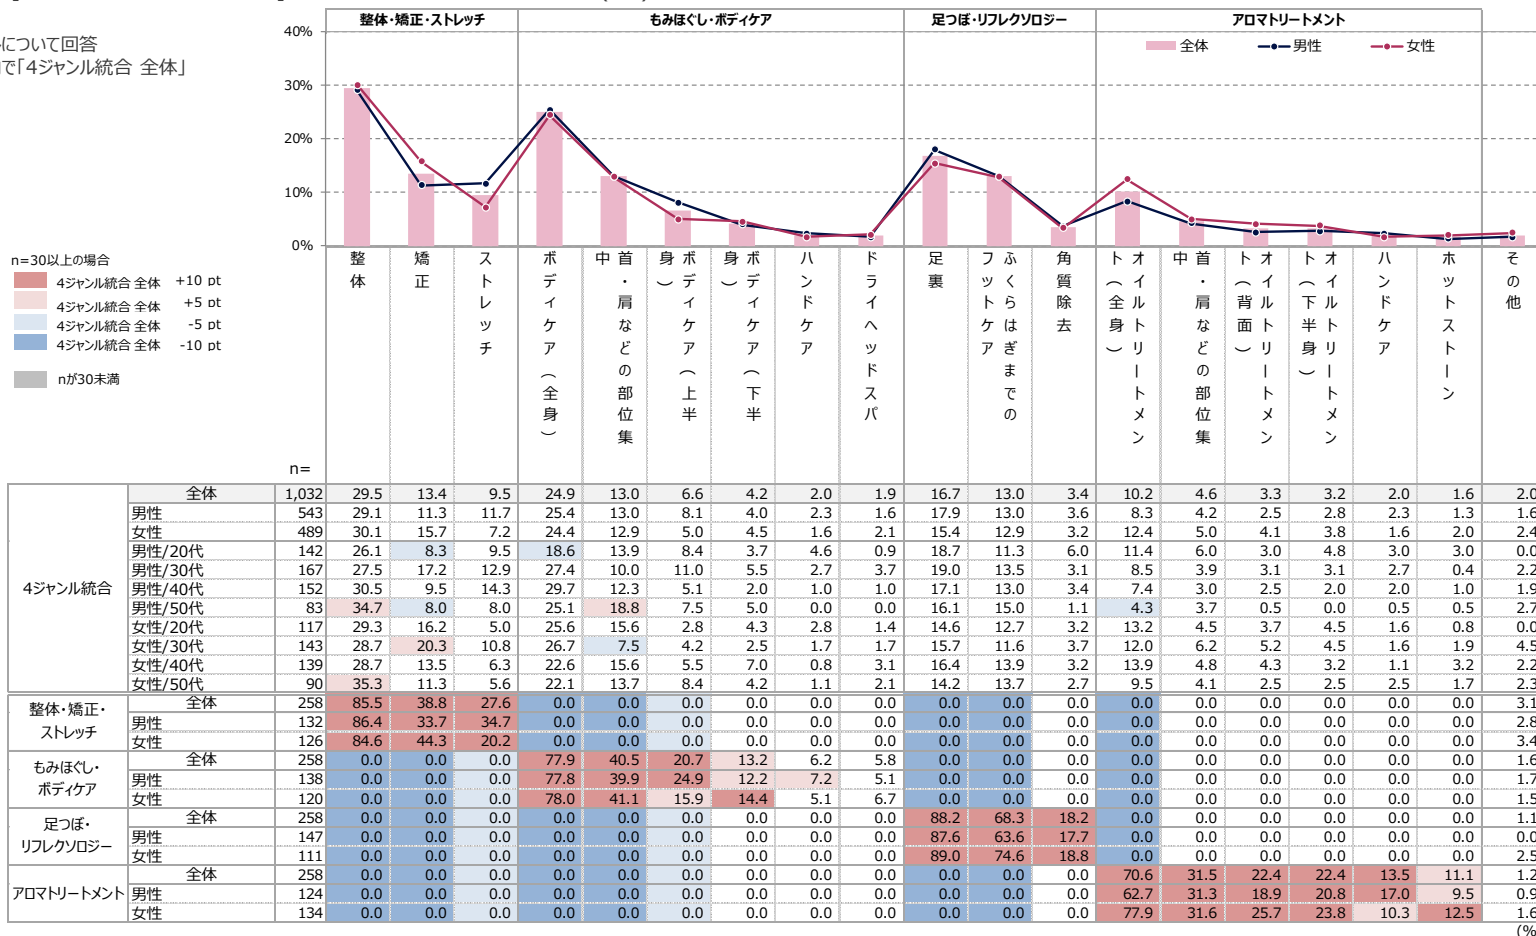 整体・矯正・ストレッチ
もみほぐし・ボディケア
足つぼ・リフレクソロジー
アロマトリートメント
について回答
で「4ジャンル統合 全体」
全体
男性
女性
40%
30%
20%
10%
0%
n=30以上の場合
4ジャンル統合 全体 +10 pt
4ジャンル統合 全体 +5 pt
4ジャンル統合 全体 -5 pt
4ジャンル統合 全体 -10 pt
nが30未満
整体
矯正
ストレッチ
ボディケア（全身）
首・肩などの部位集
中
ボディケア（上半
身）
ボディケア（下半
身）
ハンドケア
ドライヘッドスパ
足裏
ふくらはぎまでの
フットケア
角質除去
オイルトリートメン
ト（全身）
首・肩などの部位集
中
オイルトリートメン
ト（背面）
オイルトリートメン
ト（下半身）
ハンドケア
ホットストーン
その他
n=
4ジャンル統合
全体 1,032 29.5 13.4 9.5 24.9 13.0 6.6 4.2 2.0 1.9 16.7 13.0 3.4 10.2 4.6 3.3 3.2 2.0 1.6 2.0
男性 543 29.1 11.3 11.7 25.4 13.0 8.1 4.0 2.3 1.6 17.9 13.0 3.6 8.3 4.2 2.5 2.8 2.3 1.3 1.6
女性 489 30.1 15.7 7.2 24.4 12.9 5.0 4.5 1.6 2.1 15.4 12.9 3.2 12.4 5.0 4.1 3.8 1.6 2.0 2.4
男性/20代 142 26.1 8.3 9.5 18.6 13.9 8.4 3.7 4.6 0.9 18.7 11.3 6.0 11.4 6.0 3.0 4.8 3.0 3.0 0.0
男性/30代 167 27.5 17.2 12.9 27.4 10.0 11.0 5.5 2.7 3.7 19.0 13.5 3.1 8.5 3.9 3.1 3.1 2.7 0.4 2.2
男性/40代 152 30.5 9.5 14.3 29.7 12.3 5.1 2.0 1.0 1.0 17.1 13.0 3.4 7.4 3.0 2.5 2.0 2.0 1.0 1.9
男性/50代 83 34.7 8.0 8.0 25.1 18.8 7.5 5.0 0.0 0.0 16.1 15.0 1.1 4.3 3.7 0.5 0.0 0.5 0.5 2.7
女性/20代 117 29.3 16.2 5.0 25.6 15.6 2.8 4.3 2.8 1.4 14.6 12.7 3.2 13.2 4.5 3.7 4.5 1.6 0.8 0.0
女性/30代 143 28.7 20.3 10.8 26.7 7.5 4.2 2.5 1.7 1.7 15.7 11.6 3.7 12.0 6.2 5.2 4.5 1.6 1.9 4.5
女性/40代 139 28.7 13.5 6.3 22.6 15.6 5.5 7.0 0.8 3.1 16.4 13.9 3.2 13.9 4.8 4.3 3.2 1.1 3.2 2.2
女性/50代 90 35.3 11.3 5.6 22.1 13.7 8.4 4.2 1.1 2.1 14.2 13.7 2.7 9.5 4.1 2.5 2.5 2.5 1.7 2.3
整体・矯正・
ストレッチ
全体 258 85.5 38.8 27.6 0.0 0.0 0.0 0.0 0.0 0.0 0.0 0.0 0.0 0.0 0.0 0.0 0.0 0.0 0.0 3.1
男性 132 86.4 33.7 34.7 0.0 0.0 0.0 0.0 0.0 0.0 0.0 0.0 0.0 0.0 0.0 0.0 0.0 0.0 0.0 2.8
女性 126 84.6 44.3 20.2 0.0 0.0 0.0 0.0 0.0 0.0 0.0 0.0 0.0 0.0 0.0 0.0 0.0 0.0 0.0 3.4
もみほぐし・
ボディケア
全体 258 0.0 0.0 0.0 77.9 40.5 20.7 13.2 6.2 5.8 0.0 0.0 0.0 0.0 0.0 0.0 0.0 0.0 0.0 1.6
男性 138 0.0 0.0 0.0 77.8 39.9 24.9 12.2 7.2 5.1 0.0 0.0 0.0 0.0 0.0 0.0 0.0 0.0 0.0 1.7
女性 120 0.0 0.0 0.0 78.0 41.1 15.9 14.4 5.1 6.7 0.0 0.0 0.0 0.0 0.0 0.0 0.0 0.0 0.0 1.5
足つぼ・
リフレクソロジー
全体 258 0.0 0.0 0.0 0.0 0.0 0.0 0.0 0.0 0.0 88.2 68.3 18.2 0.0 0.0 0.0 0.0 0.0 0.0 1.1
男性 147 0.0 0.0 0.0 0.0 0.0 0.0 0.0 0.0 0.0 87.6 63.6 17.7 0.0 0.0 0.0 0.0 0.0 0.0 0.0
女性 111 0.0 0.0 0.0 0.0 0.0 0.0 0.0 0.0 0.0 89.0 74.6 18.8 0.0 0.0 0.0 0.0 0.0 0.0 2.5
アロマトリートメント
全体 258 0.0 0.0 0.0 0.0 0.0 0.0 0.0 0.0 0.0 0.0 0.0 0.0 70.6 31.5 22.4 22.4 13.5 11.1 1.2
男性 124 0.0 0.0 0.0 0.0 0.0 0.0 0.0 0.0 0.0 0.0 0.0 0.0 62.7 31.3 18.9 20.8 17.0 9.5 0.9
女性 134 0.0 0.0 0.0 0.0 0.0 0.0 0.0 0.0 0.0 0.0 0.0 0.0 77.9 31.6 25.7 23.8 10.3 12.5 1.6
(%